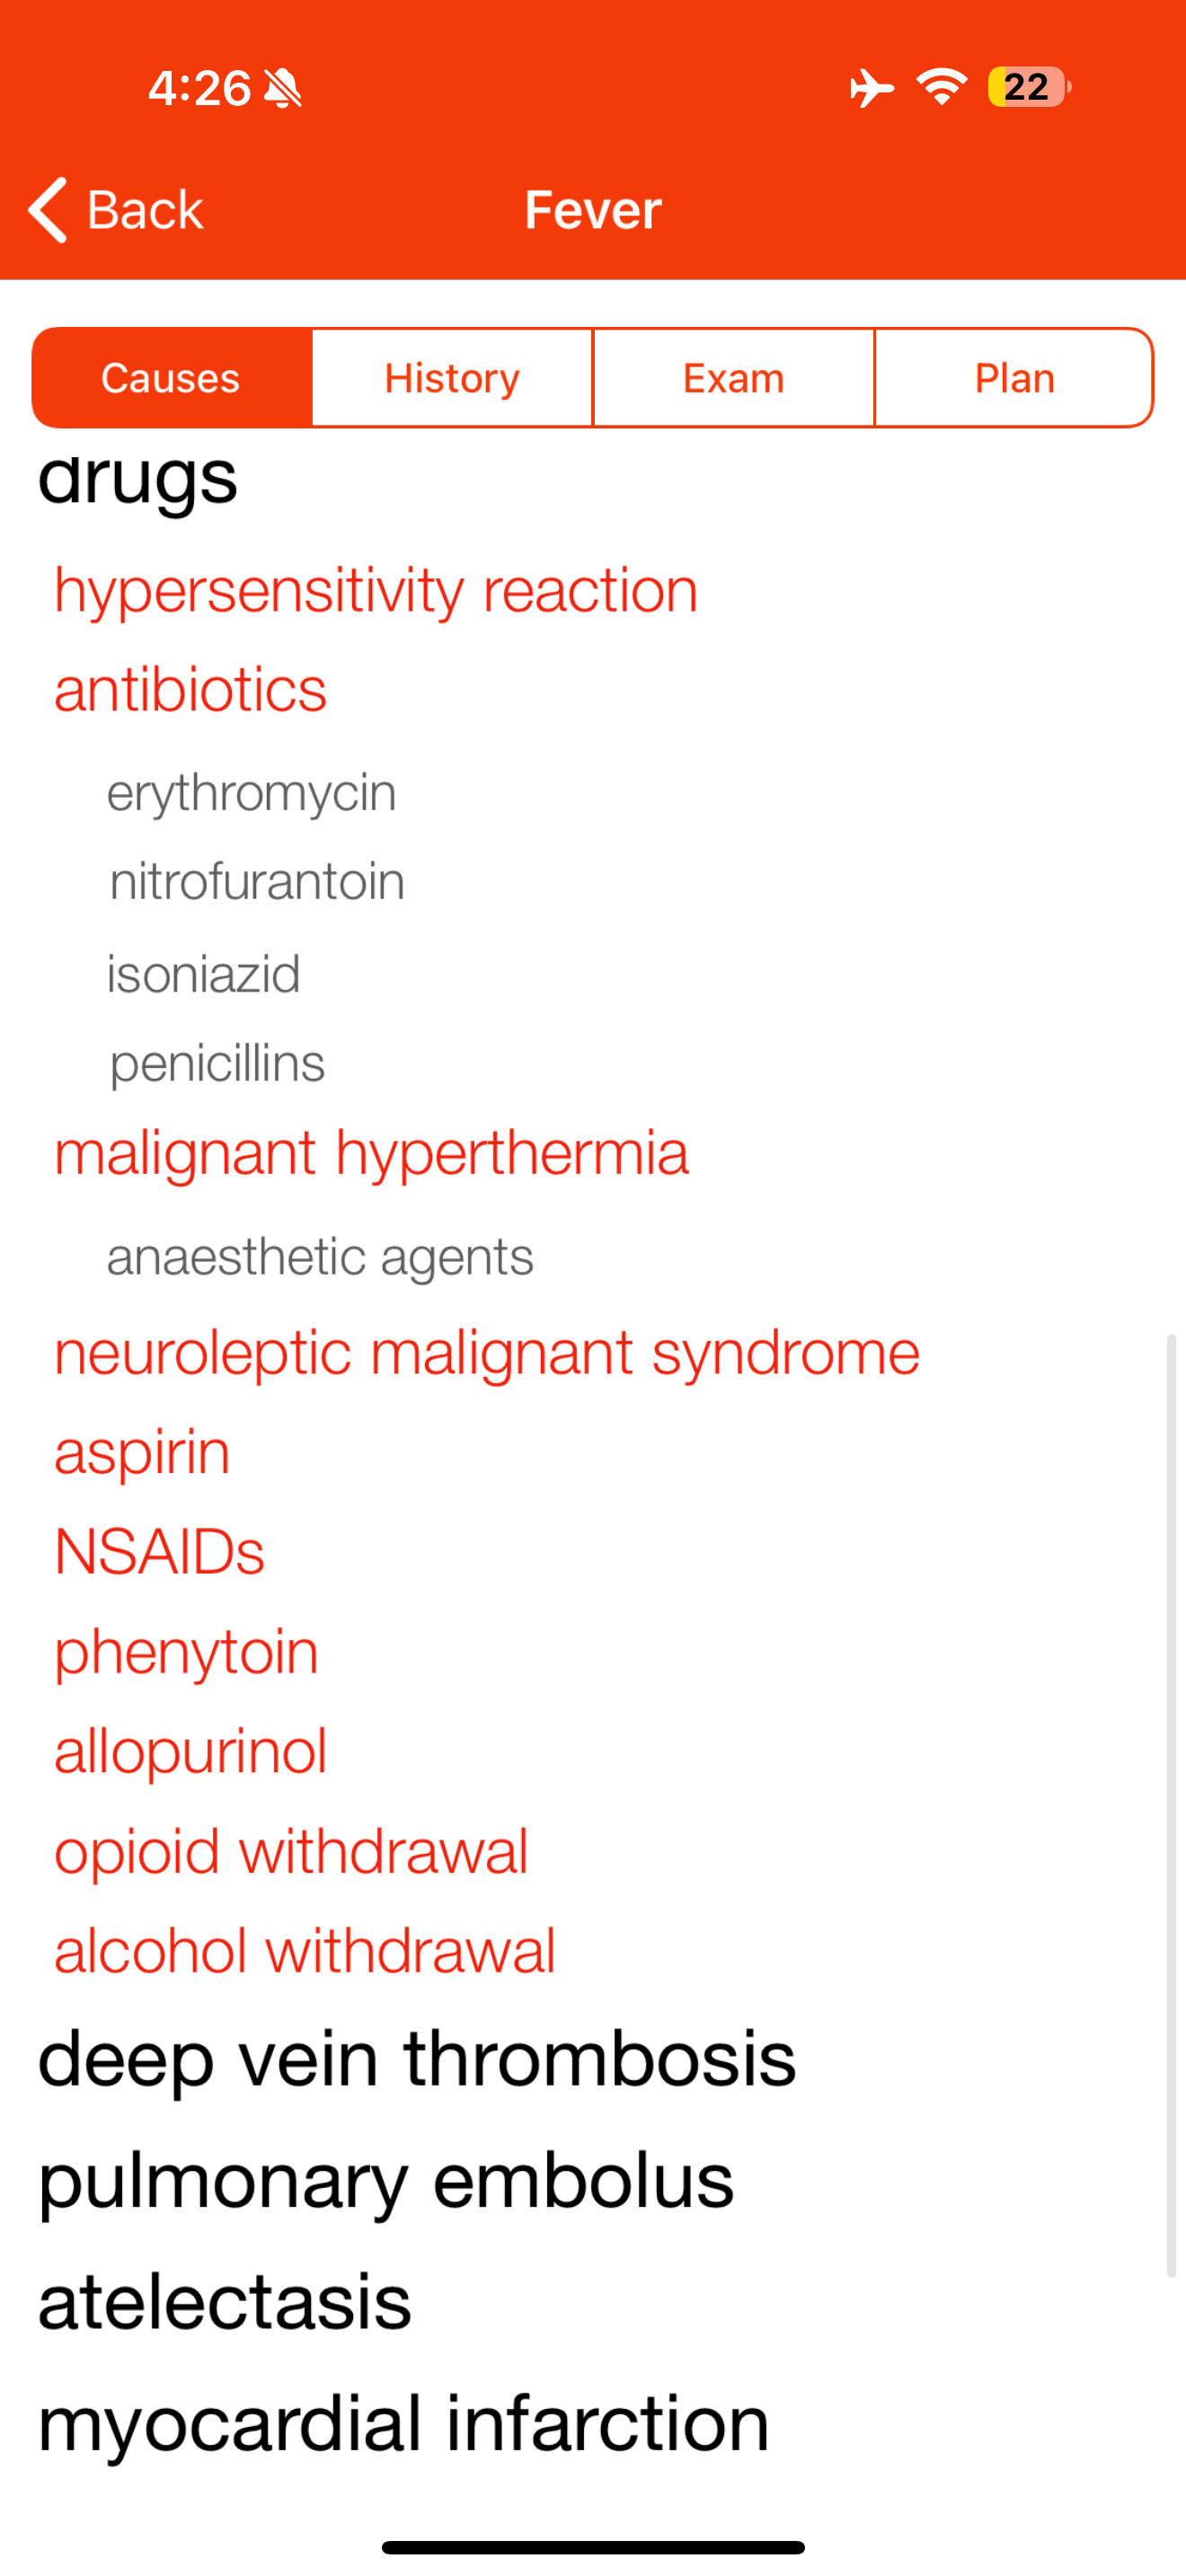 4:26
22
Back
Fever
Causes
History
Exam
Plan
drugs
hypersensitivity reaction
antibiotics
erythromycin
nitrofurantoin
isoniazid
penicillins
malignant hyperthermia
anaesthetic agents
neuroleptic malignant syndrome
aspirin
NSAIDs
phenytoin
allopurinol
opioid withdrawal
alcohol withdrawal
deep vein thrombosis
pulmonary embolus
atelectasis
myocardial infarction